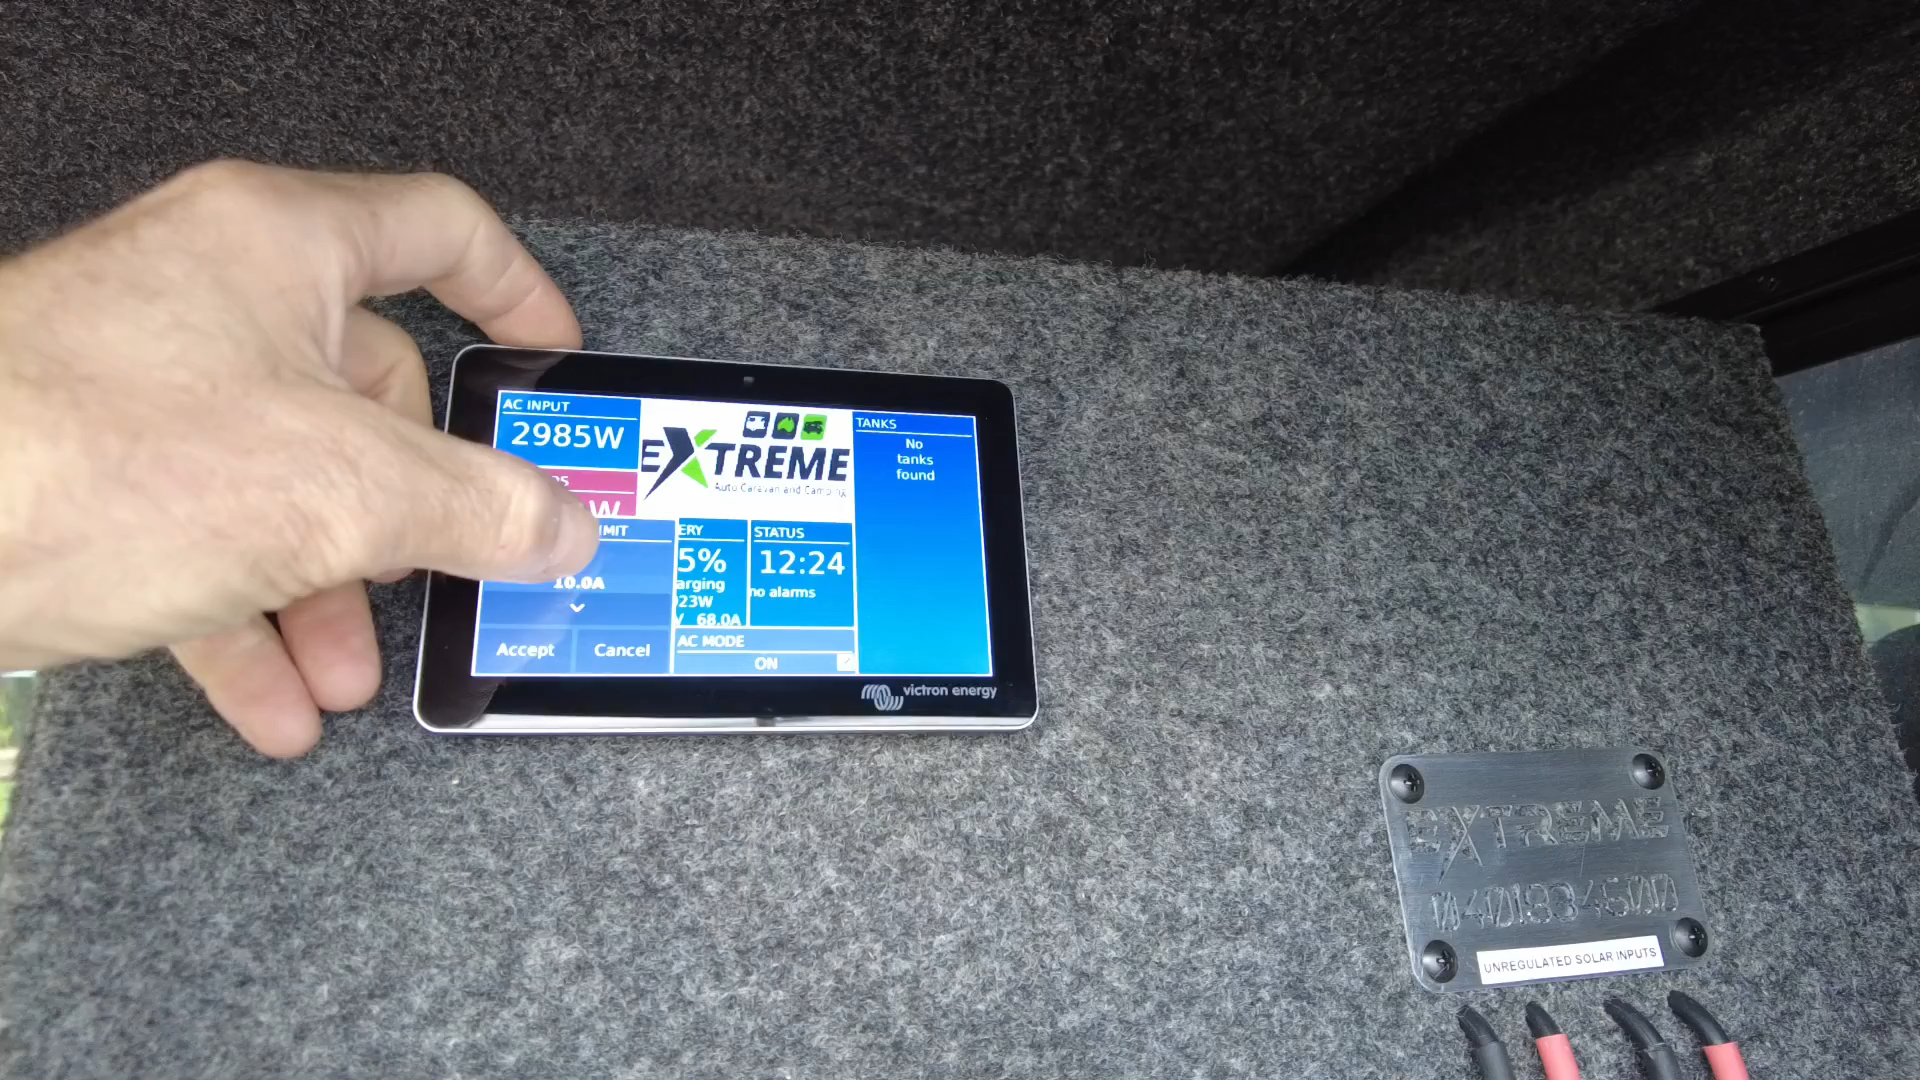 AC INPUT
2985W
W
EXTREME
Auto Caravan and Camping
TANKS
No
tanks
found
IMIT
10.0A
Accept
Cancel
ERY
5%
arging
23W
V 68.0A
STATUS
12:24
no alarms
AC MODE
ON
victron energy
EXTREME
0401834600
UNREGULATED SOLAR INPUTS